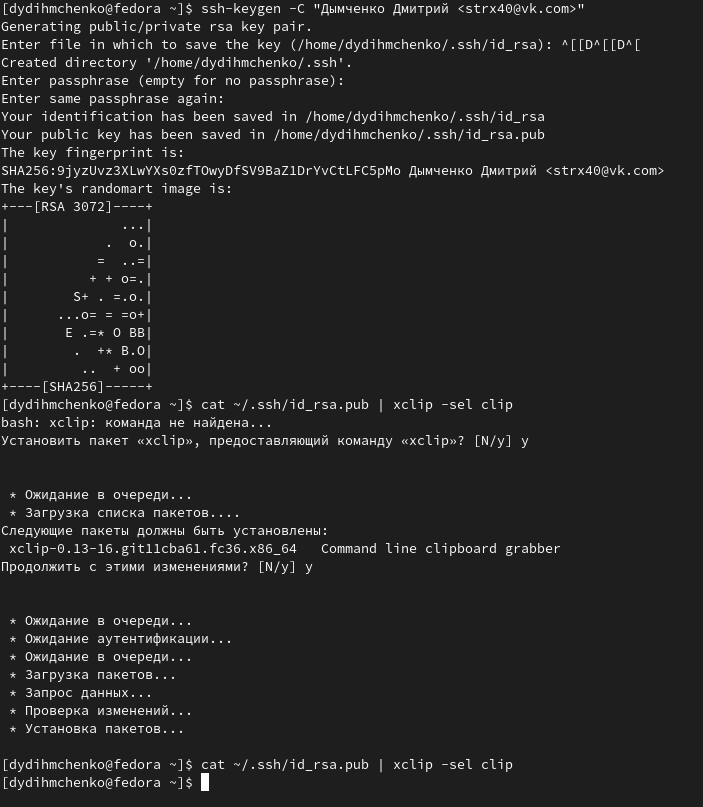 [dydihmchenko@fedora ~]$ ssh-keygen -C "Дымченко Дмитрий <strx40@vk.com>"
Generating public/private rsa key pair.
Enter file in which to save the key (/home/dydihmchenko/.ssh/id_rsa): ^[[D^[[D^[
Created directory '/home/dydihmchenko/.ssh'.
Enter passphrase (empty for no passphrase):
Enter same passphrase again:
Your identification has been saved in /home/dydihmchenko/.ssh/id_rsa
Your public key has been saved in /home/dydihmchenko/.ssh/id_rsa.pub
The key fingerprint is:
SHA256:9jyzUvz3XLwYXs0zfTOwyDfSV9BaZ1DrYvCtLFC5pMo Дымченко Дмитрий <strx40@vk.com>
The key's randomart image is:
+---[RSA 3072]----+
|              ...|
|            .  o.|
|           =  ..=|
|          + + o=.|
|        S+ . =.o.|
|      ...o= = =o+|
|       E .=* O BB|
|        .  +* B.O|
|         ..  + oo|
+----[SHA256]-----+
[dydihmchenko@fedora ~]$ cat ~/.ssh/id_rsa.pub | xclip -sel clip
bash: xclip: команда не найдена...
Установить пакет «xclip», предоставляющий команду «xclip»? [N/y] y
 * Ожидание в очереди...
 * Загрузка списка пакетов....
Следующие пакеты должны быть установлены:
 xclip-0.13-16.git11cba61.fc36.x86_64   Command line clipboard grabber
Продолжить с этими изменениями? [N/y] y
 * Ожидание в очереди...
 * Ожидание аутентификации...
 * Ожидание в очереди...
 * Загрузка пакетов...
 * Запрос данных...
 * Проверка изменений...
 * Установка пакетов...
[dydihmchenko@fedora ~]$ cat ~/.ssh/id_rsa.pub | xclip -sel clip
[dydihmchenko@fedora ~]$